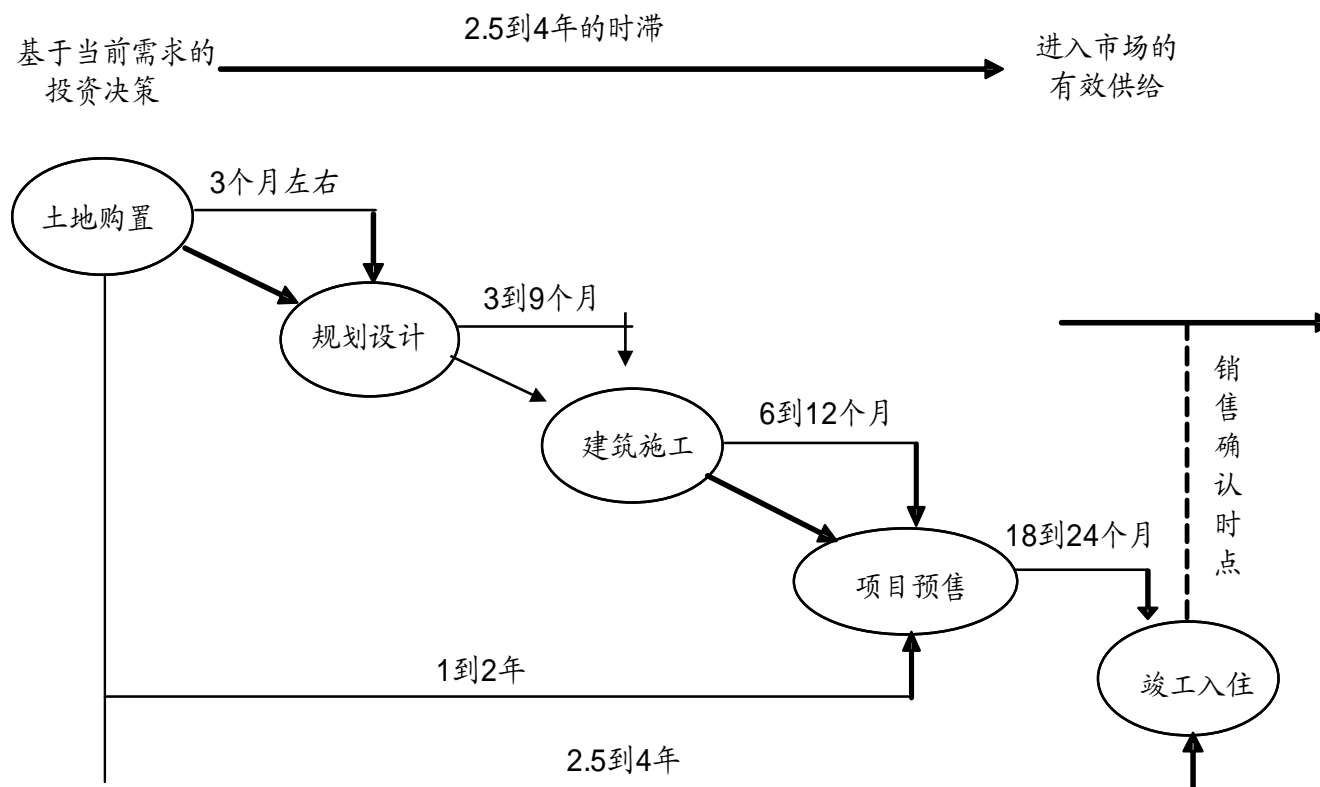 2.5到4年的时滞
基于当前需求的
投资决策
进入市场的
有效供给
3个月左右
土地购置
3到9个月
规划设计
销售确认时点
6到12个月
建筑施工
18到24个月
项目预售
1到2年
竣工入住
2.5到4年